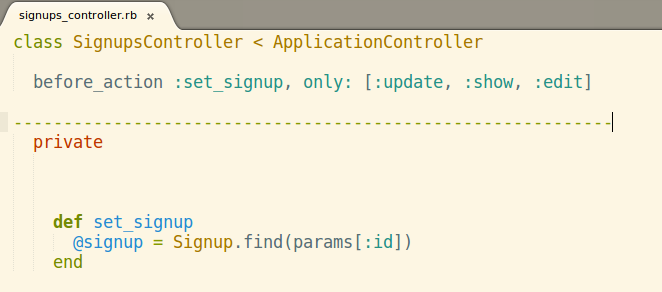 signups_controller.rb ×
class SignupsController < ApplicationController
before_action :set_signup, only: [:update, :show, :edit]
------------------------------------------------------------
private
def set_signup
@signup = Signup.find(params[:id])
end